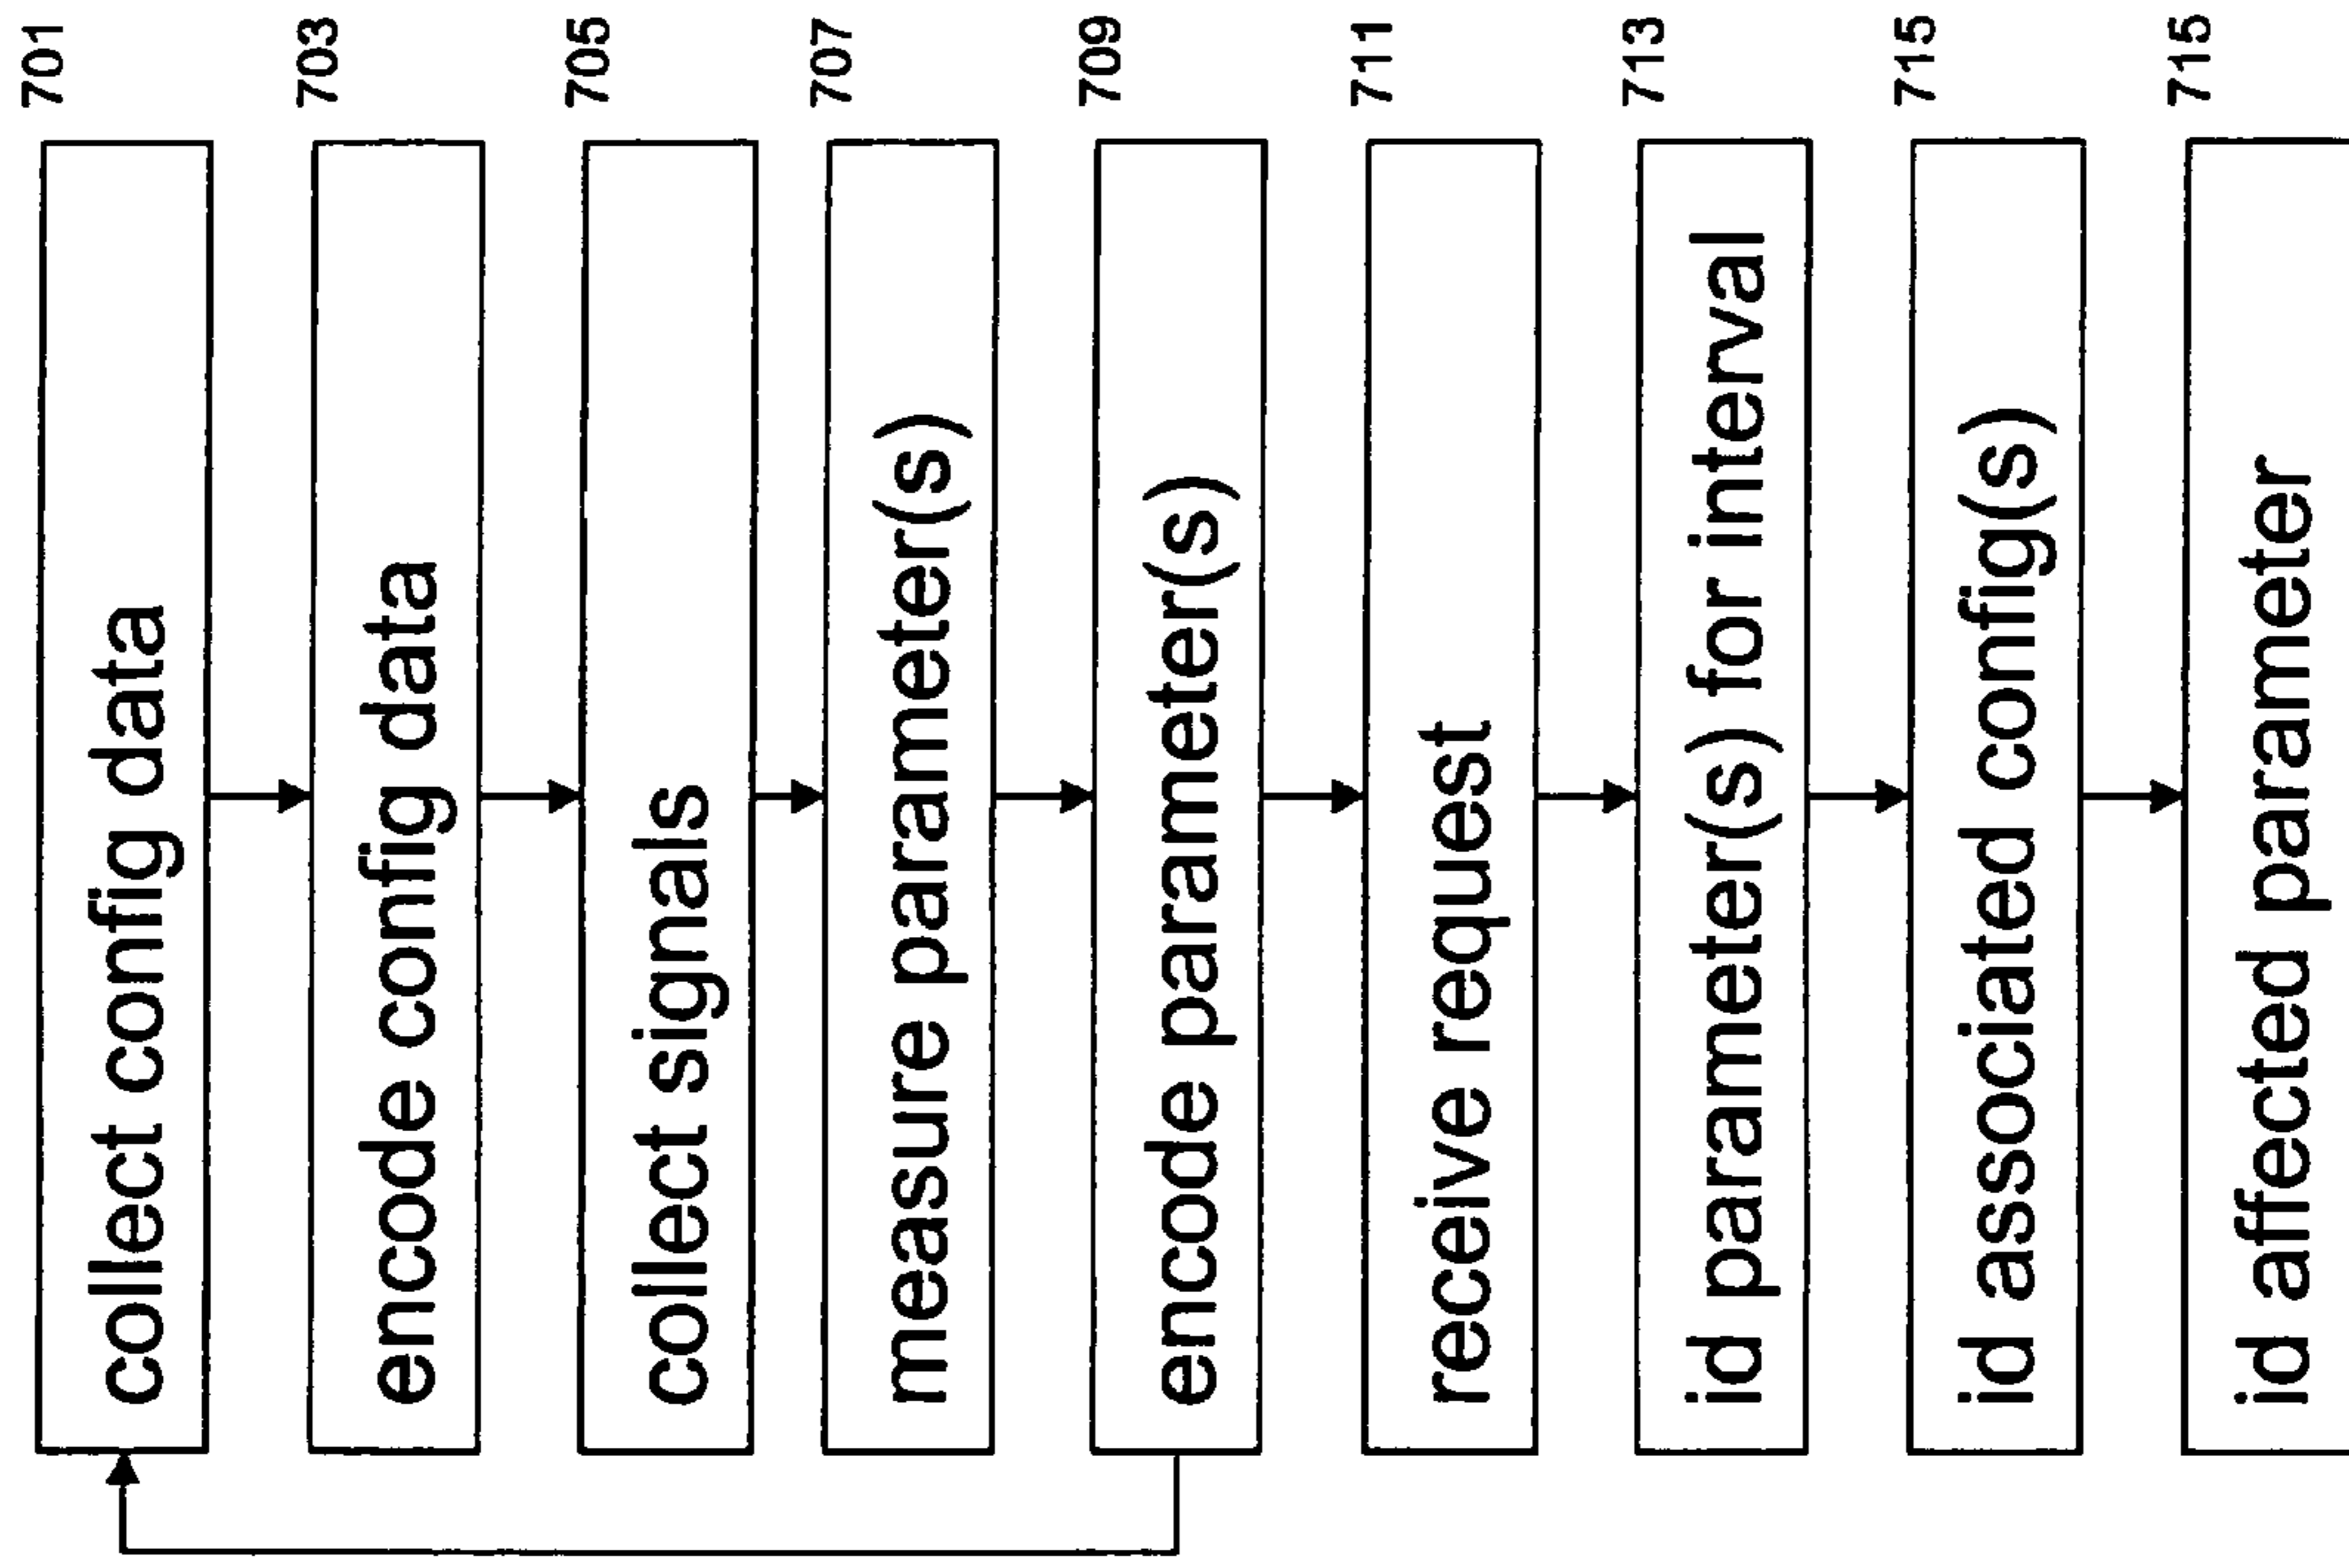 collect config data 701
encode config data 703
collect signals 705
measure parameter(s) 707
encode parameter(s) 709
receive request 711
id parameter(s) for interval 713
id associated config(s) 715
id affected parameter 715